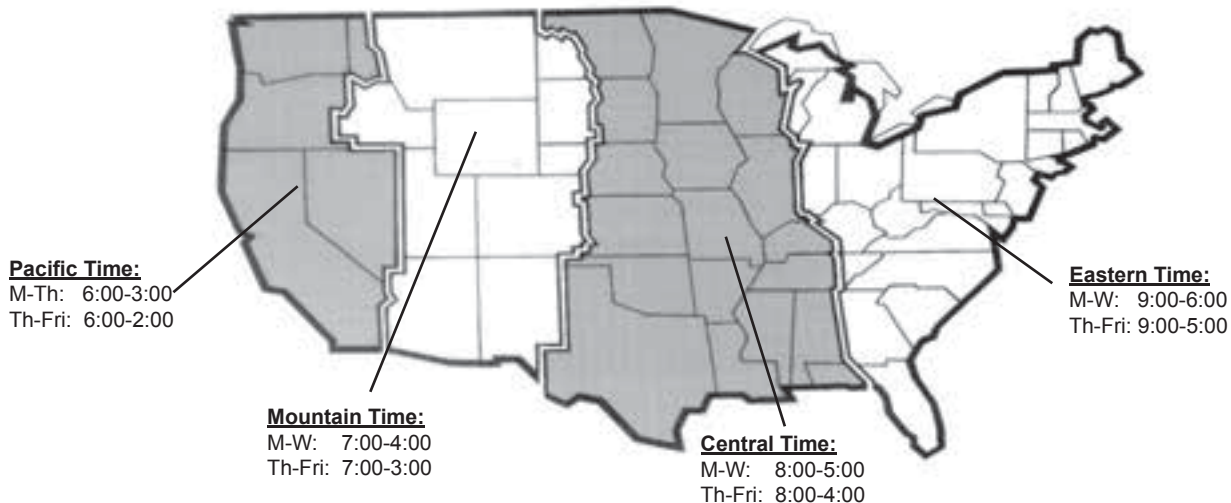 Pacific Time:
M-Th: 6:00-3:00
Th-Fri: 6:00-2:00
Mountain Time:
M-W: 7:00-4:00
Th-Fri: 7:00-3:00
Central Time:
M-W: 8:00-5:00
Th-Fri: 8:00-4:00
Eastern Time:
M-W: 9:00-6:00
Th-Fri: 9:00-5:00